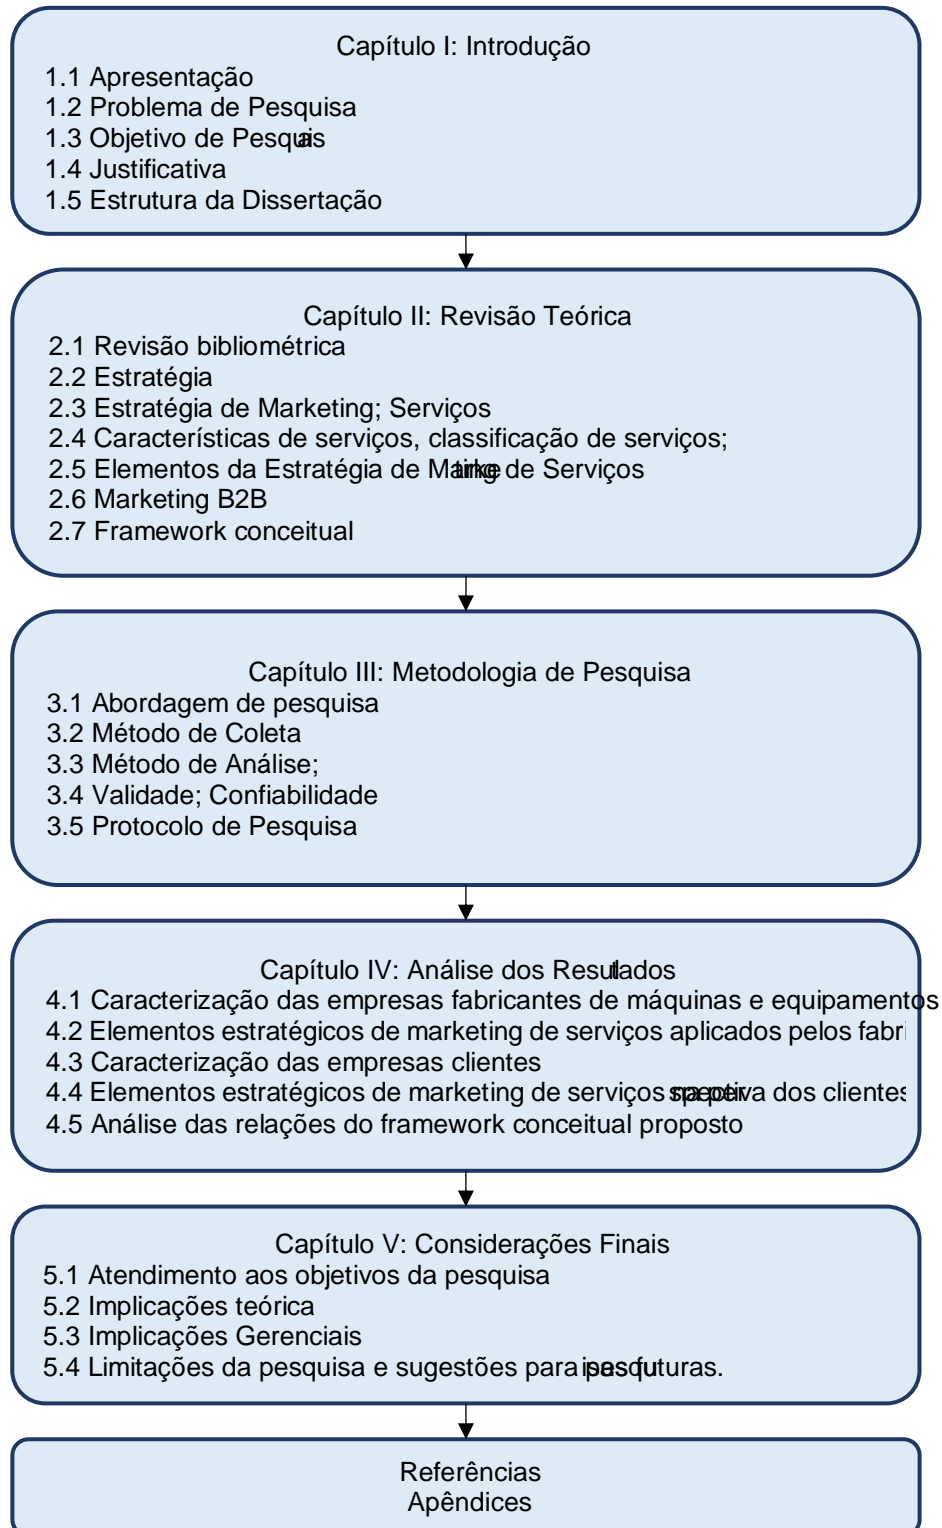 Capítulo I: Introdução
1.1 Apresentação
1.2 Problema de Pesquisa
1.3 Objetivo de Pesquisa
1.4 Justificativa
1.5 Estrutura da Dissertação
Capítulo II: Revisão Teórica
2.1 Revisão bibliométrica
2.2 Estratégia
2.3 Estratégia de Marketing; Serviços
2.4 Características de serviços, classificação de serviços;
2.5 Elementos da Estratégia de Marketing de Serviços
2.6 Marketing B2B
2.7 Framework conceitual
Capítulo III: Metodologia de Pesquisa
3.1 Abordagem de pesquisa
3.2 Método de Coleta
3.3 Método de Análise;
3.4 Validade; Confiabilidade
3.5 Protocolo de Pesquisa
Capítulo IV: Análise dos Resultados
4.1 Caracterização das empresas fabricantes de máquinas e equipamentos
4.2 Elementos estratégicos de marketing de serviços aplicados pelos fabri
4.3 Caracterização das empresas clientes
4.4 Elementos estratégicos de marketing de serviços na perspectiva dos clientes
4.5 Análise das relações do framework conceitual proposto
Capítulo V: Considerações Finais
5.1 Atendimento aos objetivos da pesquisa
5.2 Implicações teórica
5.3 Implicações Gerenciais
5.4 Limitações da pesquisa e sugestões para pesquisas futuras.
Referências
Apêndices